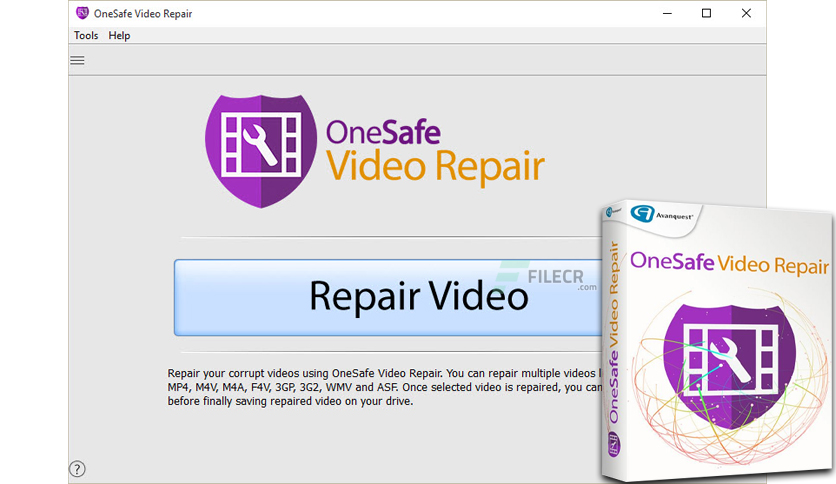 OneSafe Video Repair
Tools Help
OneSafe
Video Repair
Repair Video
FILECR
.com
Repair your corrupt videos using OneSafe Video Repair. You can repair multiple videos
MP4, M4V, M4A, F4V, 3GP, 3G2, WMV and ASF. Once selected video is repaired, you can
before finally saving repaired video on your drive.
?
Avanquest
OneSafe Video Repair
OneSafe Video Repair